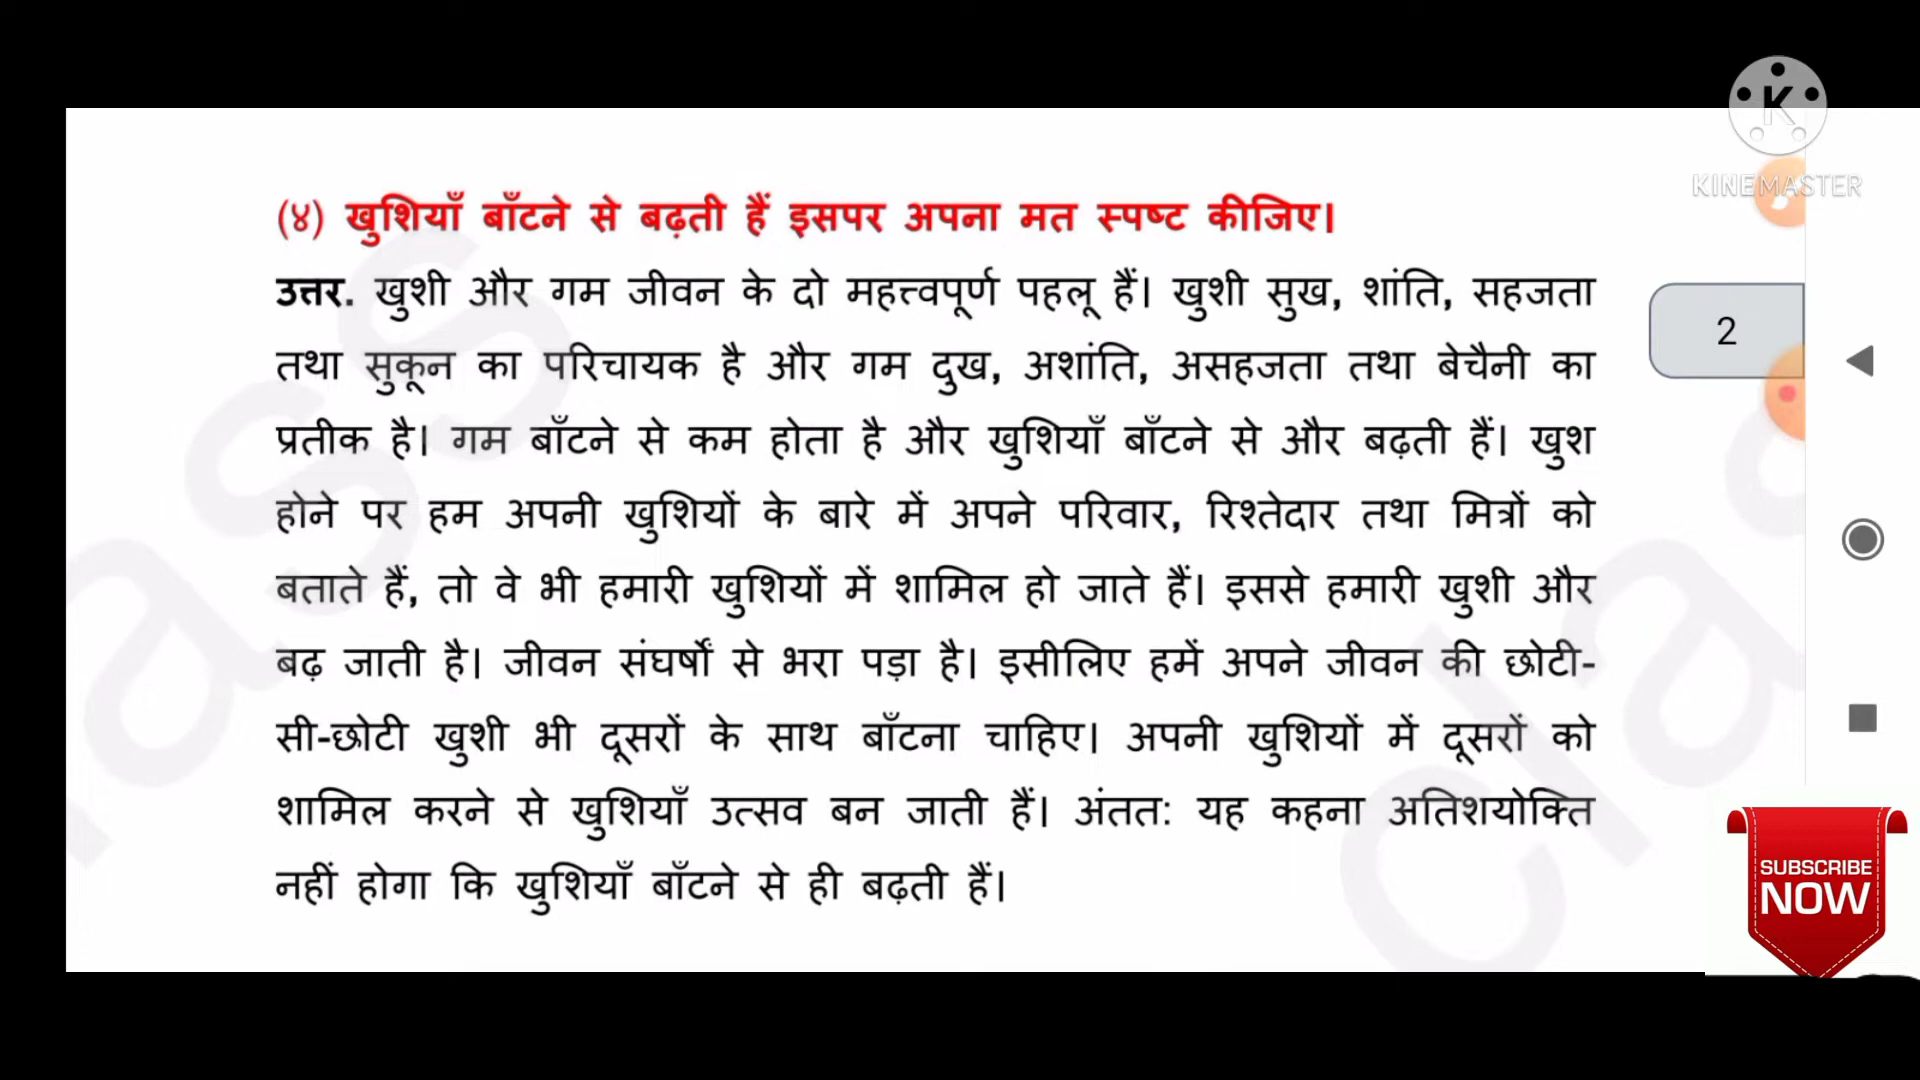 K
KINEMASTER
(४) खुशियाँ बाँटने से बढ़ती हैं इसपर अपना मत स्पष्ट कीजिए।
उत्तर. खुशी और गम जीवन के दो महत्त्वपूर्ण पहलू हैं। खुशी सुख, शांति, सहजता
तथा सुकून का परिचायक है और गम दुख, अशांति, असहजता तथा बेचैनी का
प्रतीक है। गम बाँटने से कम होता है और खुशियाँ बाँटने से और बढ़ती हैं। खुश
होने पर हम अपनी खुशियों के बारे में अपने परिवार, रिश्तेदार तथा मित्रों को
बताते हैं, तो वे भी हमारी खुशियों में शामिल हो जाते हैं। इससे हमारी खुशी और
बढ़ जाती है। जीवन संघर्षों से भरा पड़ा है। इसीलिए हमें अपने जीवन की छोटी-
सी-छोटी खुशी भी दूसरों के साथ बाँटना चाहिए। अपनी खुशियों में दूसरों को
शामिल करने से खुशियाँ उत्सव बन जाती हैं। अंतत: यह कहना अतिशयोक्ति
नहीं होगा कि खुशियाँ बाँटने से ही बढ़ती हैं।
2
SUBSCRIBE
NOW